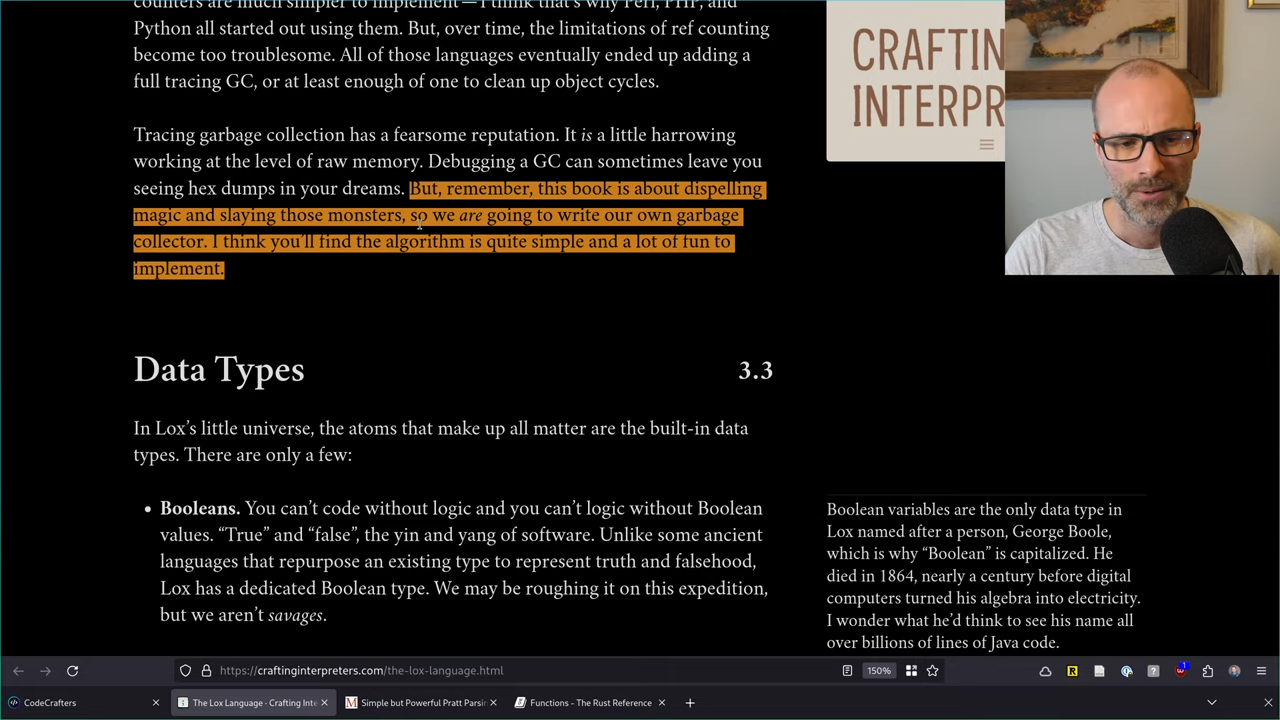 counters are much simpler to implement—I think that's why Perl, PHP, and
Python all started out using them. But, over time, the limitations of ref counting
become too troublesome. All of those languages eventually ended up adding a
full tracing GC, or at least enough of one to clean up object cycles.
Tracing garbage collection has a fearsome reputation. It is a little harrowing
working at the level of raw memory. Debugging a GC can sometimes leave you
seeing hex dumps in your dreams. But, remember, this book is about dispelling
magic and slaying those monsters, so we are going to write our own garbage
collector. I think you'll find the algorithm is quite simple and a lot of fun to
implement.
CRAFTIN
INTERPR
Data Types
3.3
In Lox's little universe, the atoms that make up all matter are the built-in data
types. There are only a few:
• Booleans. You can't code without logic and you can't logic without Boolean
values. “True” and “false”, the yin and yang of software. Unlike some ancient
languages that repurpose an existing type to represent truth and falsehood,
Lox has a dedicated Boolean type. We may be roughing it on this expedition,
but we aren't savages.
Boolean variables are the only data type in
Lox named after a person, George Boole,
which is why “Boolean” is capitalized. He
died in 1864, nearly a century before digital
computers turned his algebra into electricity.
I wonder what he'd think to see his name all
over billions of lines of Java code.
https://craftinginterpreters.com/the-lox-language.html
150%
1
CodeCrafters
The Lox Language · Crafting Inte
Simple but Powerful Pratt Parsin
Functions - The Rust Reference